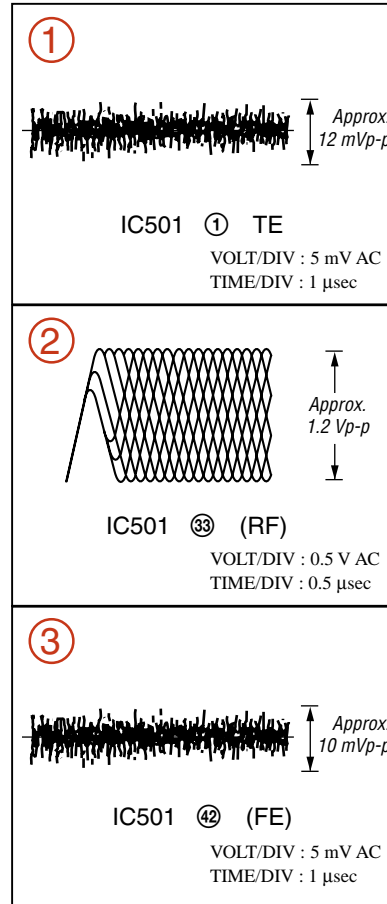 ①
Approx.
12 mVp-p
IC501 ① TE
VOLT/DIV : 5 mV AC
TIME/DIV : 1 µsec
②
Approx.
1.2 Vp-p
IC501 ㉝ (RF)
VOLT/DIV : 0.5 V AC
TIME/DIV : 0.5 µsec
③
Approx.
10 mVp-p
IC501 ㊷ (FE)
VOLT/DIV : 5 mV AC
TIME/DIV : 1 µsec